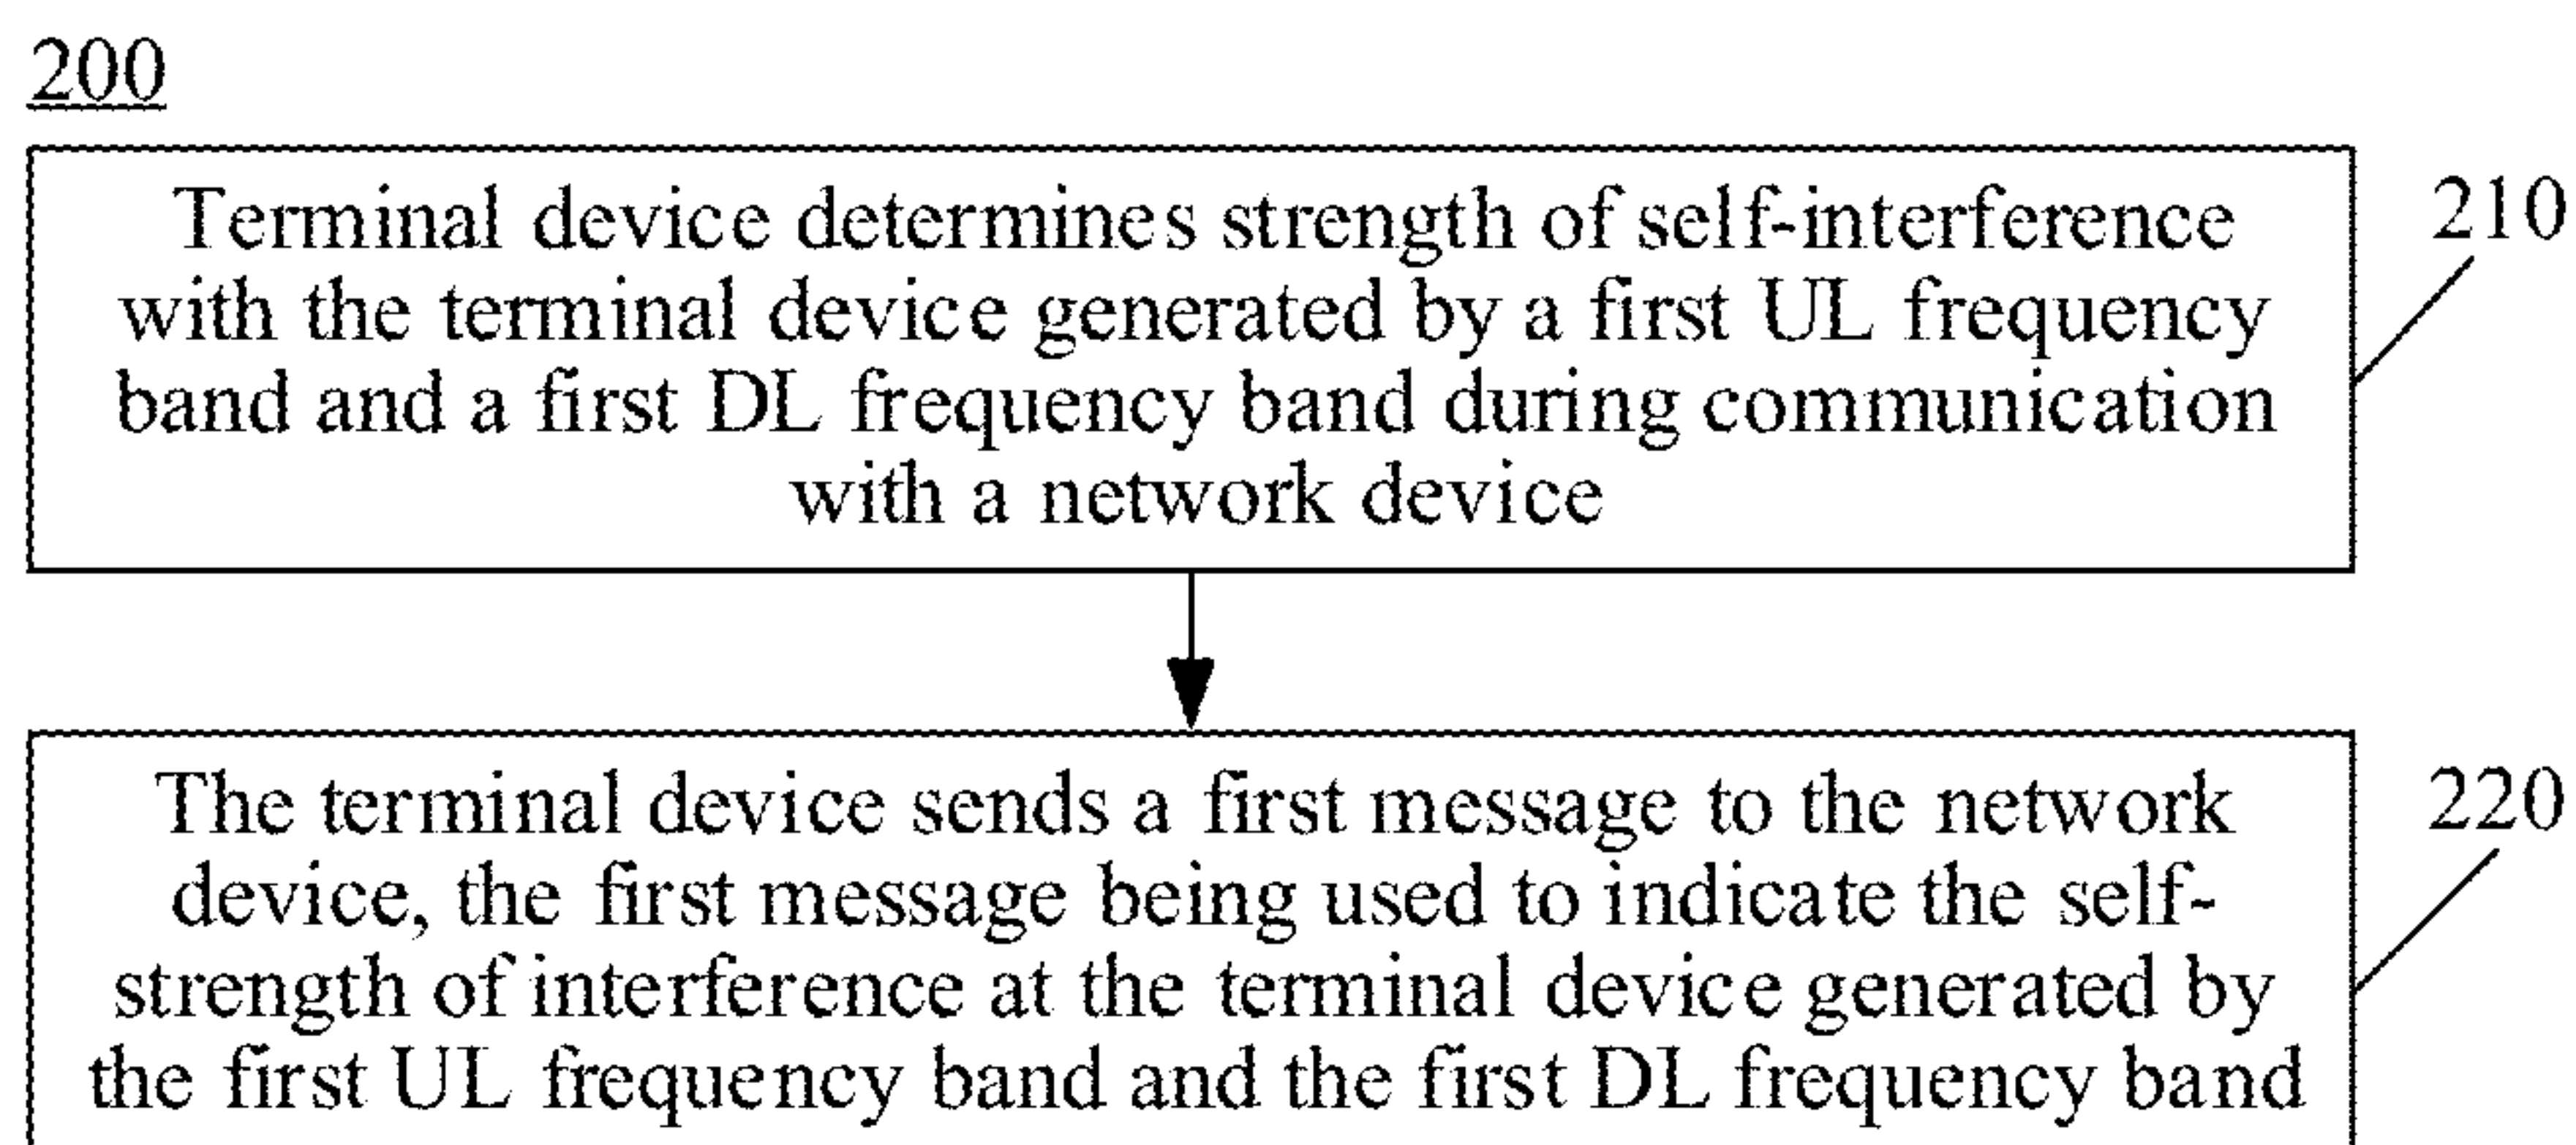 200
Terminal device determines strength of self-interference
210
with the terminal device generated by a first UL frequency
band and a first DL frequency band during communication
with a network device
The terminal device sends a first message to the network
220
device, the first message being used to indicate the self-
strength of interference at the terminal device generated by
the first UL frequency band and the first DL frequency band